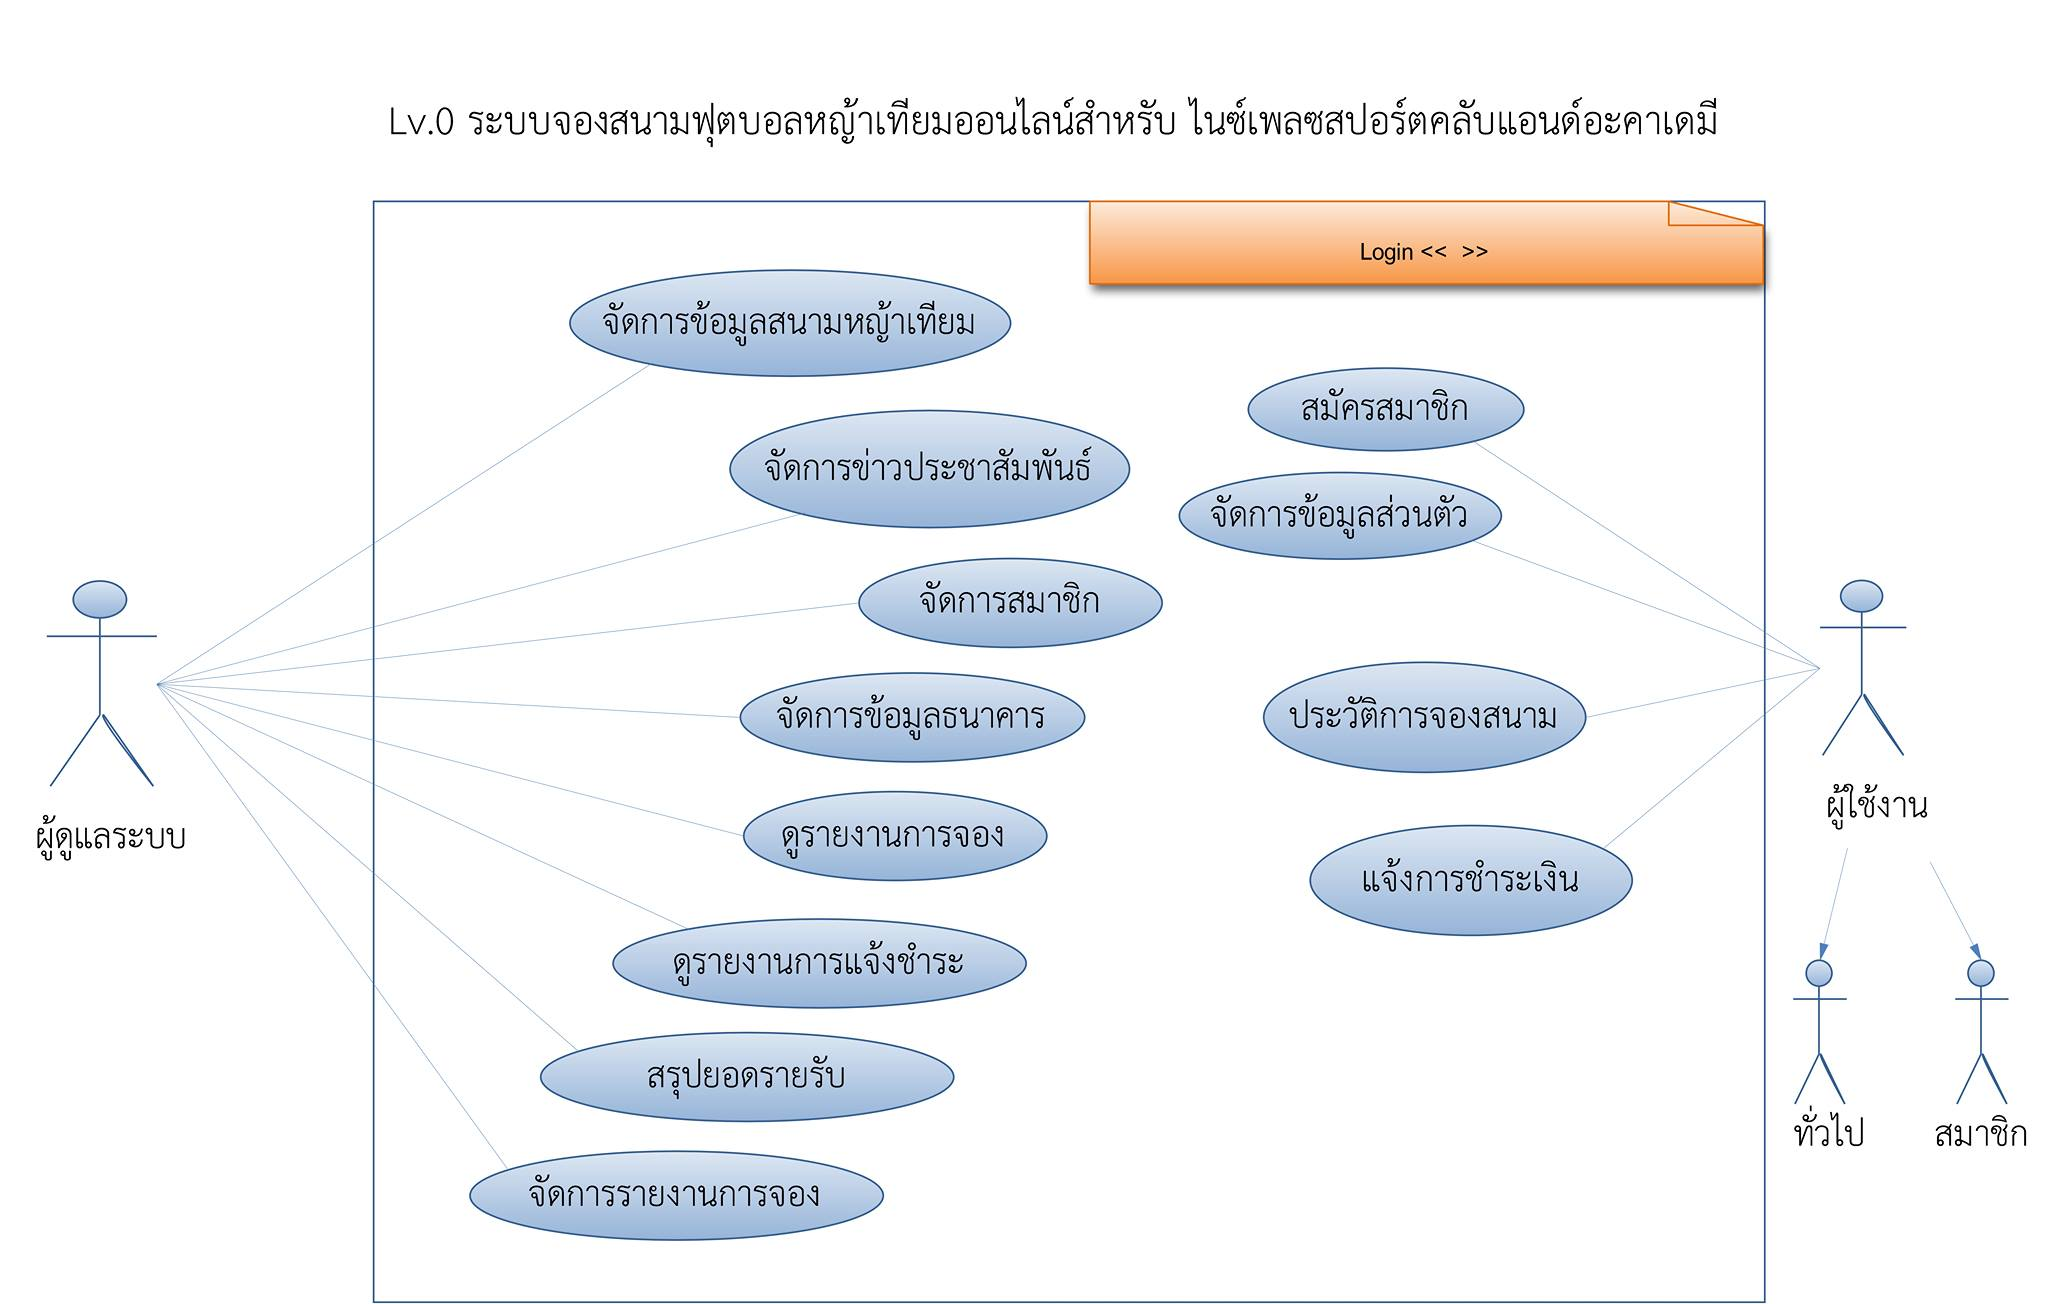 Lv.0 ระบบจองสนามฟุตบอลหญ้าเทียมออนไลน์สำหรับ ไนซ์เพลซสปอร์ตคลับแอนด์อะคาเดมี
Login <<  >>
จัดการข้อมูลสนามหญ้าเทียม
สมัครสมาชิก
จัดการข่าวประชาสัมพันธ์
จัดการข้อมูลส่วนตัว
จัดการสมาชิก
จัดการข้อมูลธนาคาร
ประวัติการจองสนาม
ผู้ใช้งาน
ผู้ดูแลระบบ
ดูรายงานการจอง
แจ้งการชำระเงิน
ดูรายงานการแจ้งชำระ
สรุปยอดรายรับ
ทั่วไป
สมาชิก
จัดการรายงานการจอง